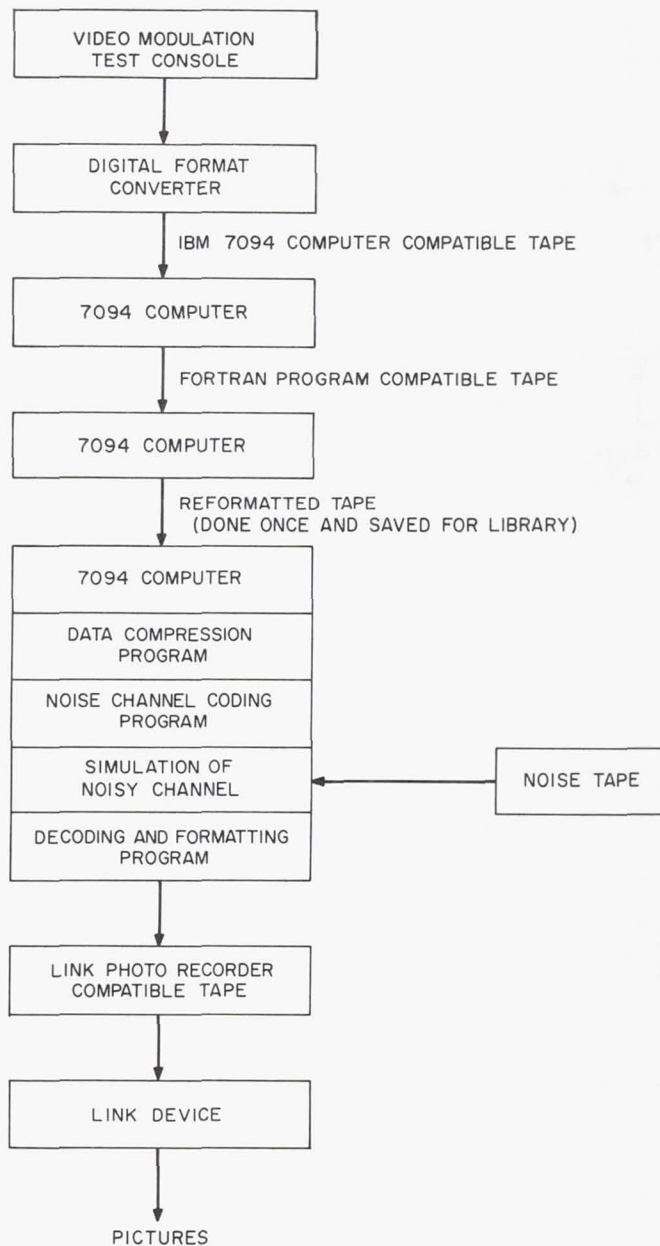 VIDEO MODULATION
TEST CONSOLE
DIGITAL FORMAT
CONVERTER
IBM 7094 COMPUTER COMPATIBLE TAPE
7094 COMPUTER
FORTRAN PROGRAM COMPATIBLE TAPE
7094 COMPUTER
REFORMATTED TAPE
(DONE ONCE AND SAVED FOR LIBRARY)
7094 COMPUTER
DATA COMPRESSION
PROGRAM
NOISE CHANNEL CODING
PROGRAM
SIMULATION OF
NOISY CHANNEL
NOISE TAPE
DECODING AND FORMATTING
PROGRAM
LINK PHOTO RECORDER
COMPATIBLE TAPE
LINK DEVICE
PICTURES